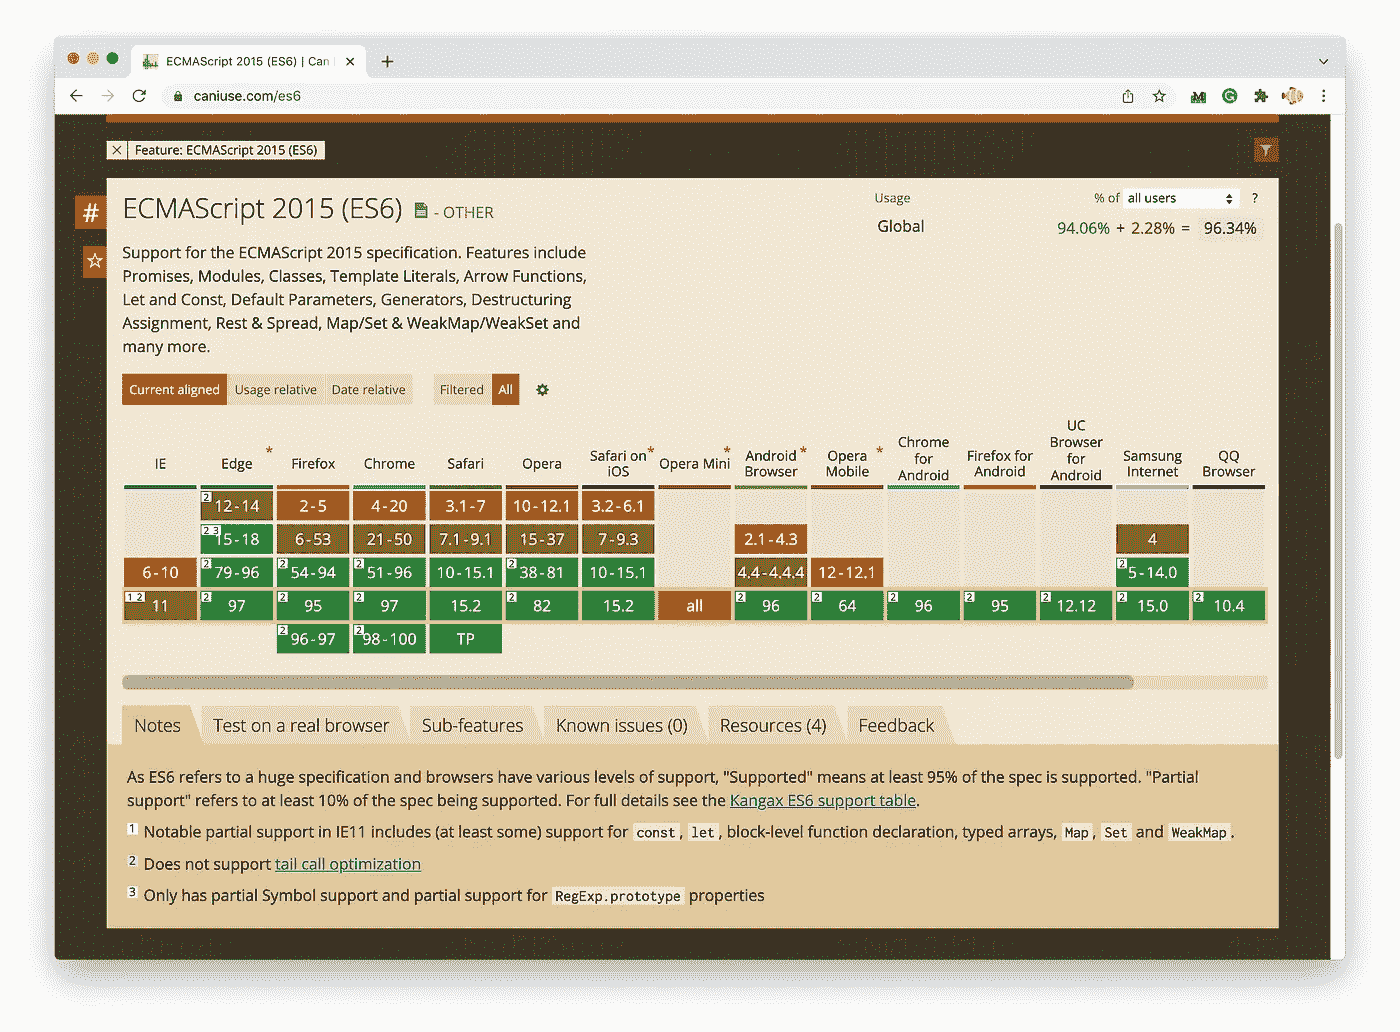 ECMAScript 2015 (ES6) | Can
caniuse.com/es6
Feature: ECMAScript 2015 (ES6)
# ECMAScript 2015 (ES6) - OTHER
Usage % of all users ?
Global 94.06% + 2.28% = 96.34%
Support for the ECMAScript 2015 specification. Features include
Promises, Modules, Classes, Template Literals, Arrow Functions,
Let and Const, Default Parameters, Generators, Destructuring
Assignment, Rest & Spread, Map/Set & WeakMap/WeakSet and
many more.
Current aligned Usage relative Date relative Filtered All
IE Edge * Firefox Chrome Safari Opera Safari on iOS * Opera Mini * Android Browser * Opera Mobile * Chrome for Android Firefox for Android UC Browser for Android Samsung Internet QQ Browser
2 12-14 2-5 4-20 3.1-7 10-12.1 3.2-6.1
2 3 15-18 6-53 21-50 7.1-9.1 15-37 7-9.3 2.1-4.3 4
6-10 2 79-96 2 54-94 2 51-96 10-15.1 2 38-81 10-15.1 4.4-4.4.4 12-12.1 2 5-14.0
1 2 11 2 97 2 95 2 97 15.2 2 82 15.2 all 2 96 2 64 2 96 2 95 2 12.12 2 15.0 2 10.4
2 96-97 2 98-100 TP
Notes Test on a real browser Sub-features Known issues (0) Resources (4) Feedback
As ES6 refers to a huge specification and browsers have various levels of support, "Supported" means at least 95% of the spec is supported. "Partial
support" refers to at least 10% of the spec being supported. For full details see the Kangax ES6 support table.
1 Notable partial support in IE11 includes (at least some) support for const, let, block-level function declaration, typed arrays, Map, Set and WeakMap.
2 Does not support tail call optimization
3 Only has partial Symbol support and partial support for RegExp.prototype properties